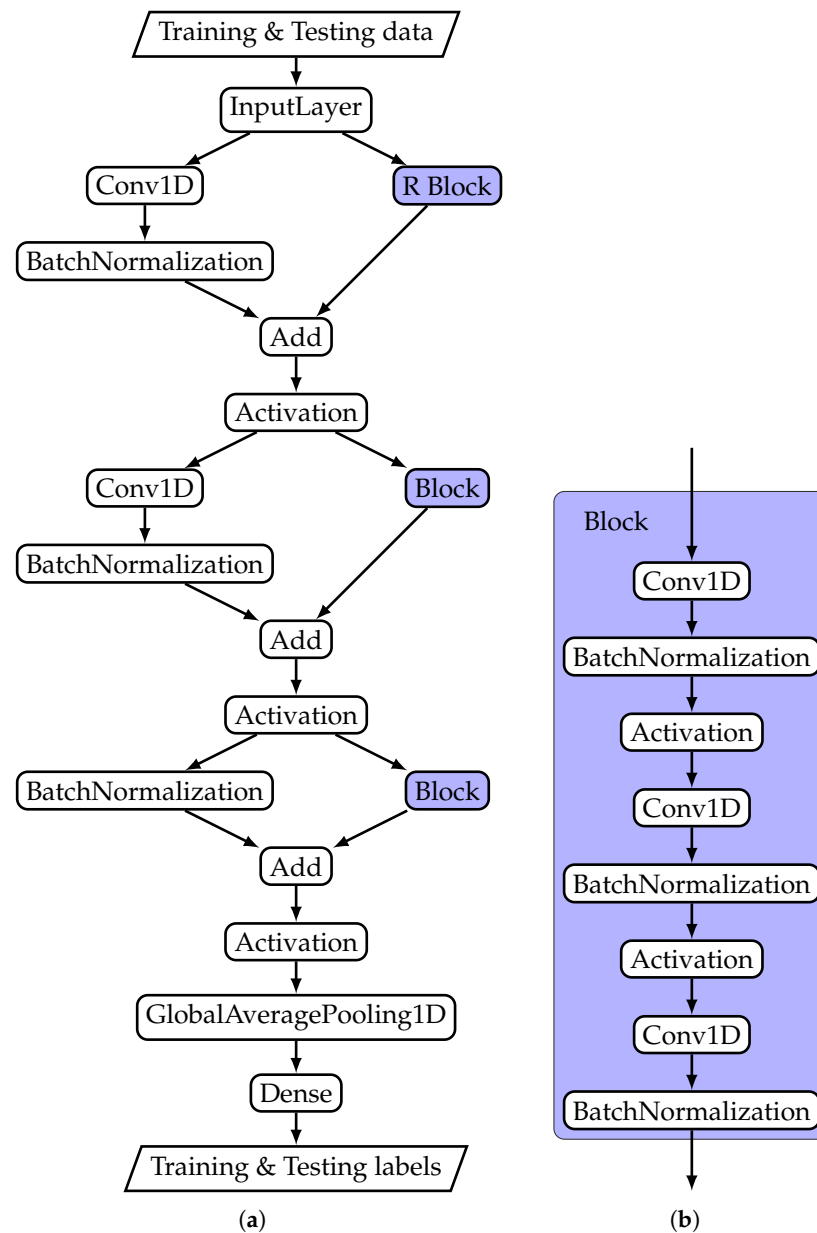 Training & Testing data
InputLayer
Conv1D
R Block
BatchNormalization
Add
Activation
Conv1D
Block
BatchNormalization
Add
Activation
BatchNormalization
Block
Add
Activation
GlobalAveragePooling1D
Dense
Training & Testing labels
(a)
Block
Conv1D
BatchNormalization
Activation
Conv1D
BatchNormalization
Activation
Conv1D
BatchNormalization
(b)